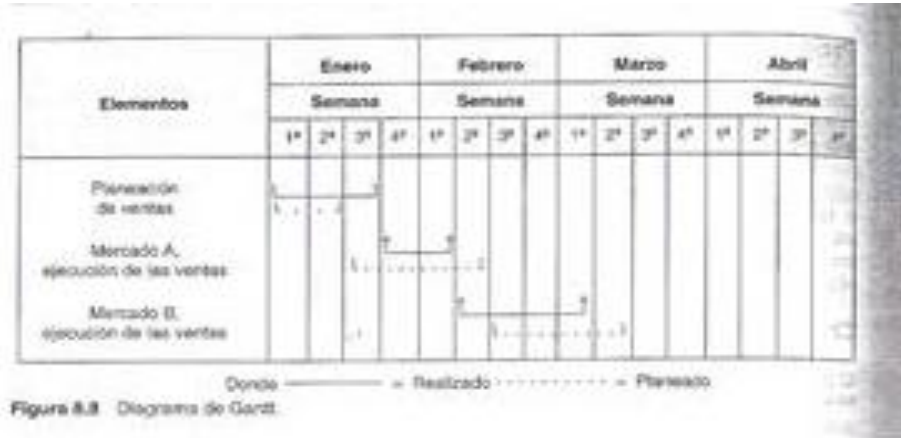 Enero Febrero Marzo Abril
Elementos
Semana Semana Semana Semana
1ª 2ª 3ª 4ª 1ª 2ª 3ª 4ª 1ª 2ª 3ª 4ª 1ª 2ª 3ª
Planeación
de ventas
Mercado A,
ejecución de las ventas
Mercado B,
ejecución de las ventas
Donde = Realizado = Planeado
Figura 8.8 Diagrama de Gantt.